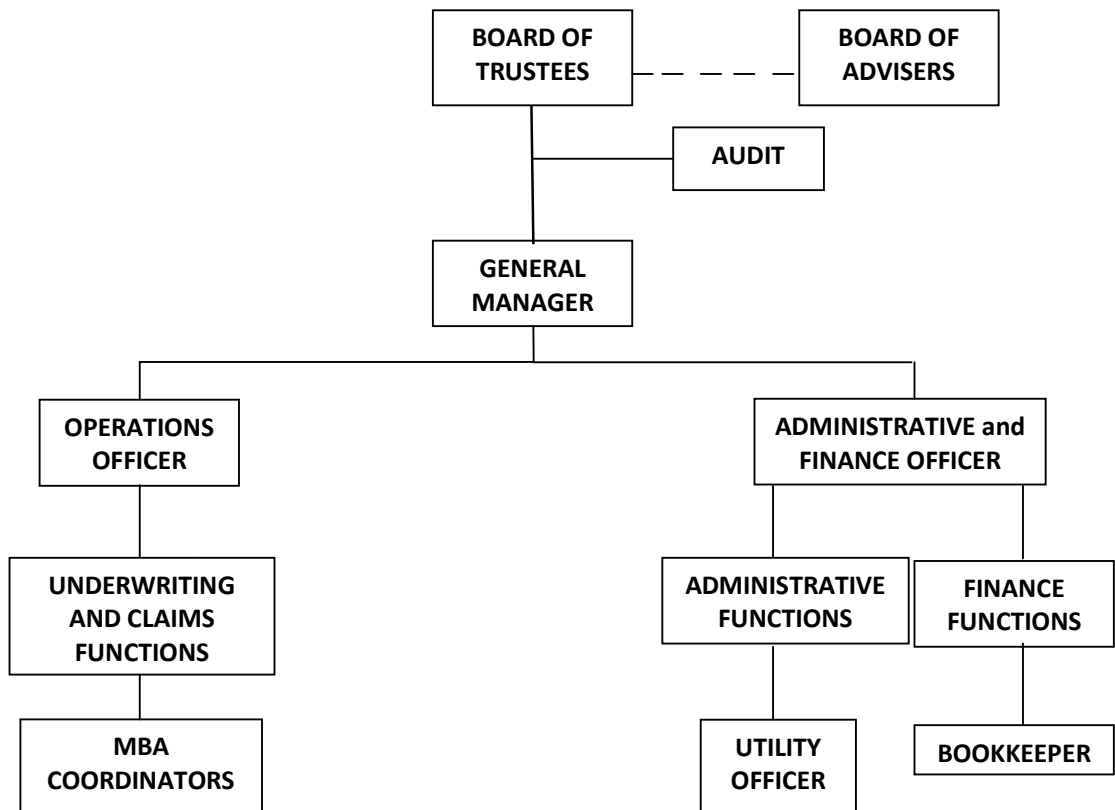 BOARD OF
TRUSTEES
BOARD OF
ADVISERS
AUDIT
GENERAL
MANAGER
OPERATIONS
OFFICER
ADMINISTRATIVE and
FINANCE OFFICER
UNDERWRITING
AND CLAIMS
FUNCTIONS
ADMINISTRATIVE
FUNCTIONS
FINANCE
FUNCTIONS
MBA
COORDINATORS
UTILITY
OFFICER
BOOKKEEPER